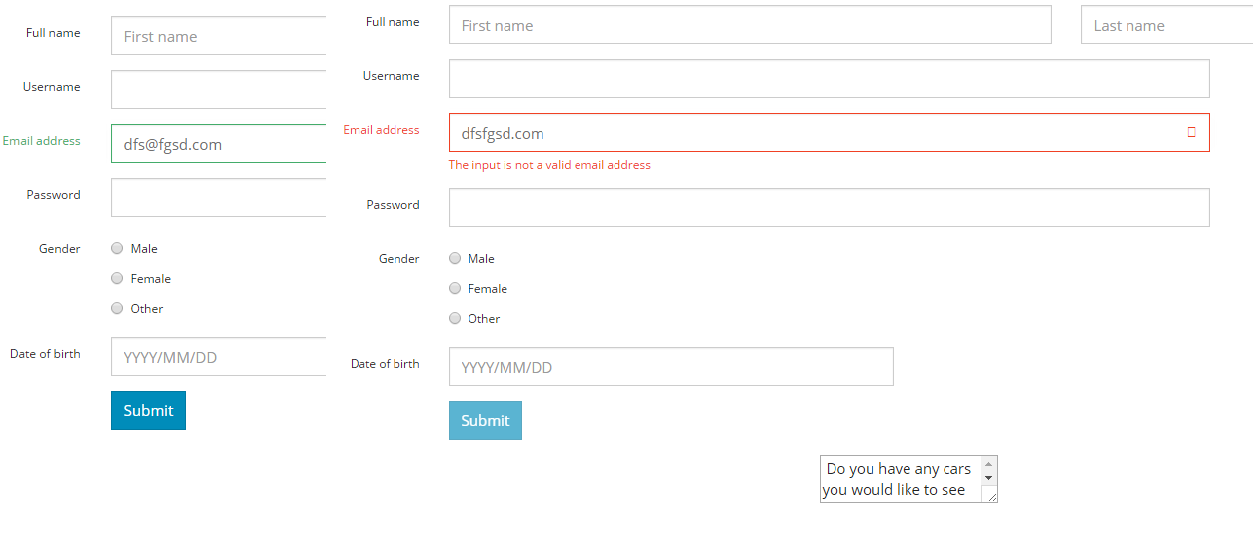 Full name
First name
Username
Email address
dfs@fgsd.com
Password
Gender
Male
Female
Other
Date of birth
YYYY/MM/DD
Submit
Full name
First name
Last name
Username
Email address
dfsfgsd.com
The input is not a valid email address
Password
Gender
Male
Female
Other
Date of birth
YYYY/MM/DD
Submit
Do you have any cars
you would like to see